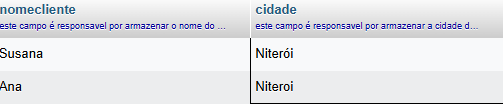 nomecliente cidade
este campo é responsavel por armazenar o nome do ... este campo é responsavel por armazenar a cidade d...
Susana Niterói
Ana Niteroi